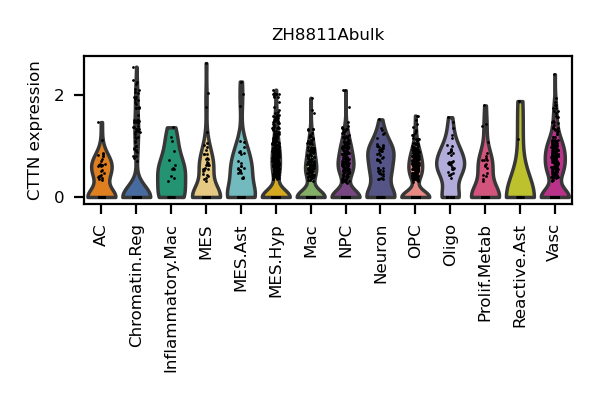 ZH8811Abulk
CTTN expression
2
0
AC
Chromatin.Reg
Inflammatory.Mac
MES
MES.Ast
MES.Hyp
Mac
NPC
Neuron
OPC
Oligo
Prolif.Metab
Reactive.Ast
Vasc